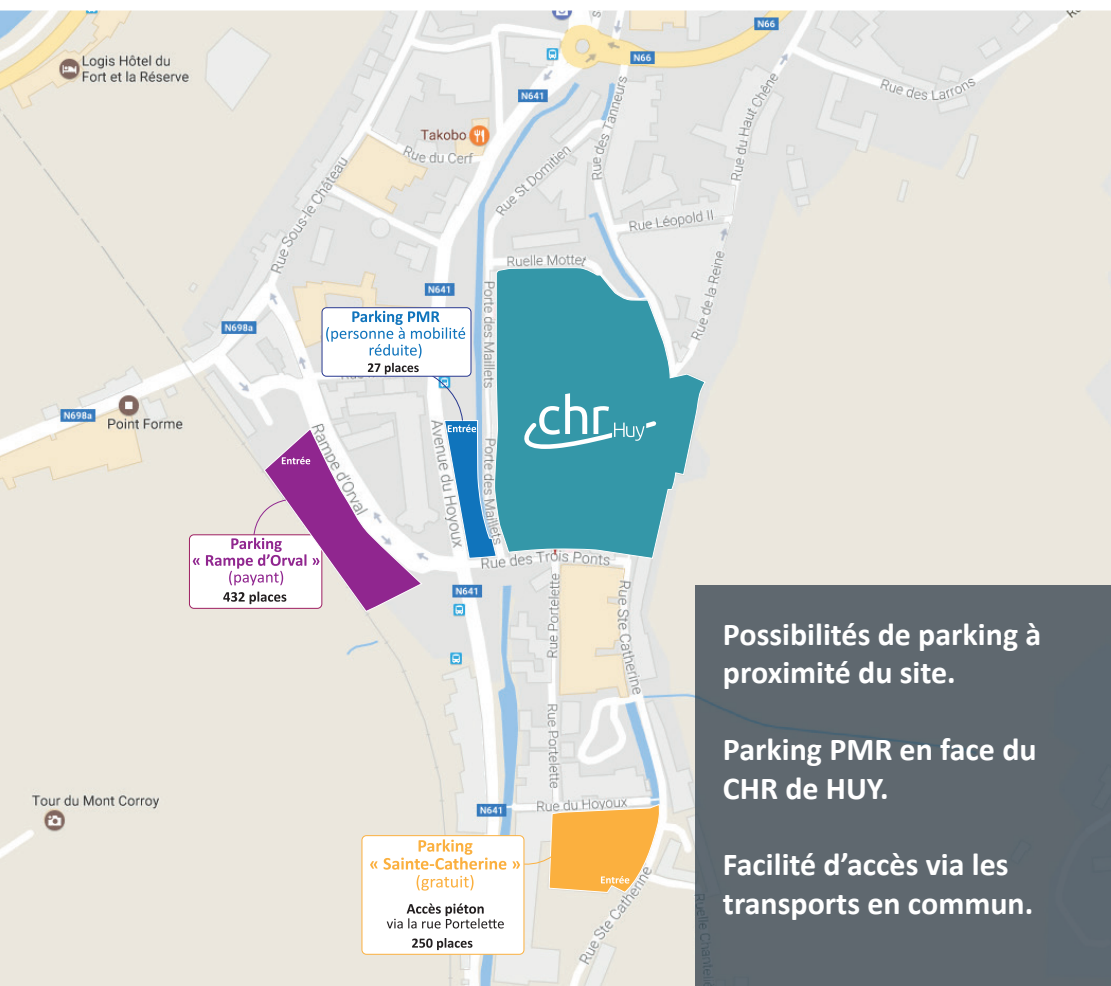 N66
Logis Hôtel du
Fort et la Réserve
N66
N641
Rue des Larrons
Rue des Tanneurs
Rue du Haut Chêne
Takobo
Rue du Cerf
Rue St Domitien
Rue Sous-le Château
Rue Léopold II
Ruelle Motte
N641
Porte des Maillets
Rue de la Reine
Parking PMR
(personne à mobilité
réduite)
27 places
N698a
chr Huy
N698a
Point Forme
Entrée
Rampe d'Orval
Avenue du Hoyoux
Porte des Maillets
Entrée
Parking
« Rampe d'Orval »
(payant)
432 places
Rue des Trois Ponts
N641
Rue Portelette
Rue Ste Catherine
Possibilités de parking à
proximité du site.
Parking PMR en face du
CHR de HUY.
Facilité d'accès via les
transports en commun.
Rue Portelette
Tour du Mont Corroy
N641
Rue du Hoyoux
Parking
« Sainte-Catherine »
(gratuit)
Accès piéton
via la rue Portelette
250 places
Entrée
Rue Ste Catherine